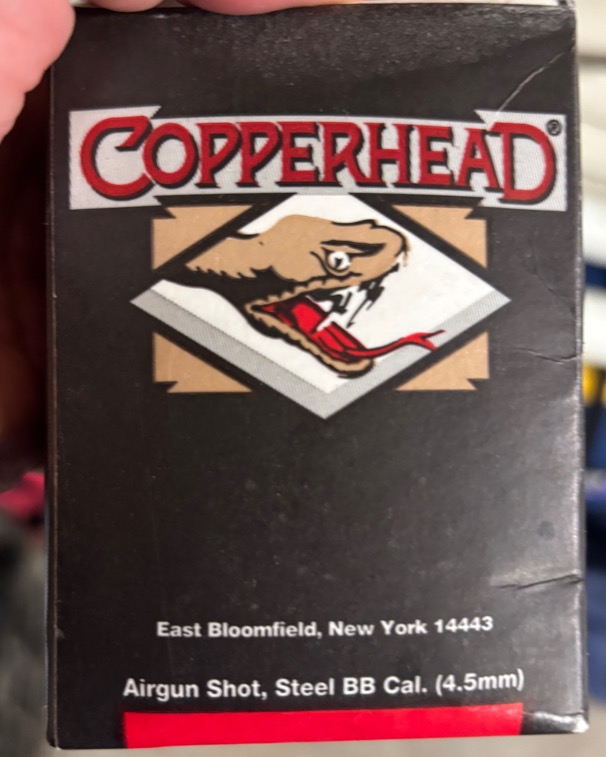 COPPERHEAD®
East Bloomfield, New York 14443
Airgun Shot, Steel BB Cal. (4.5mm)